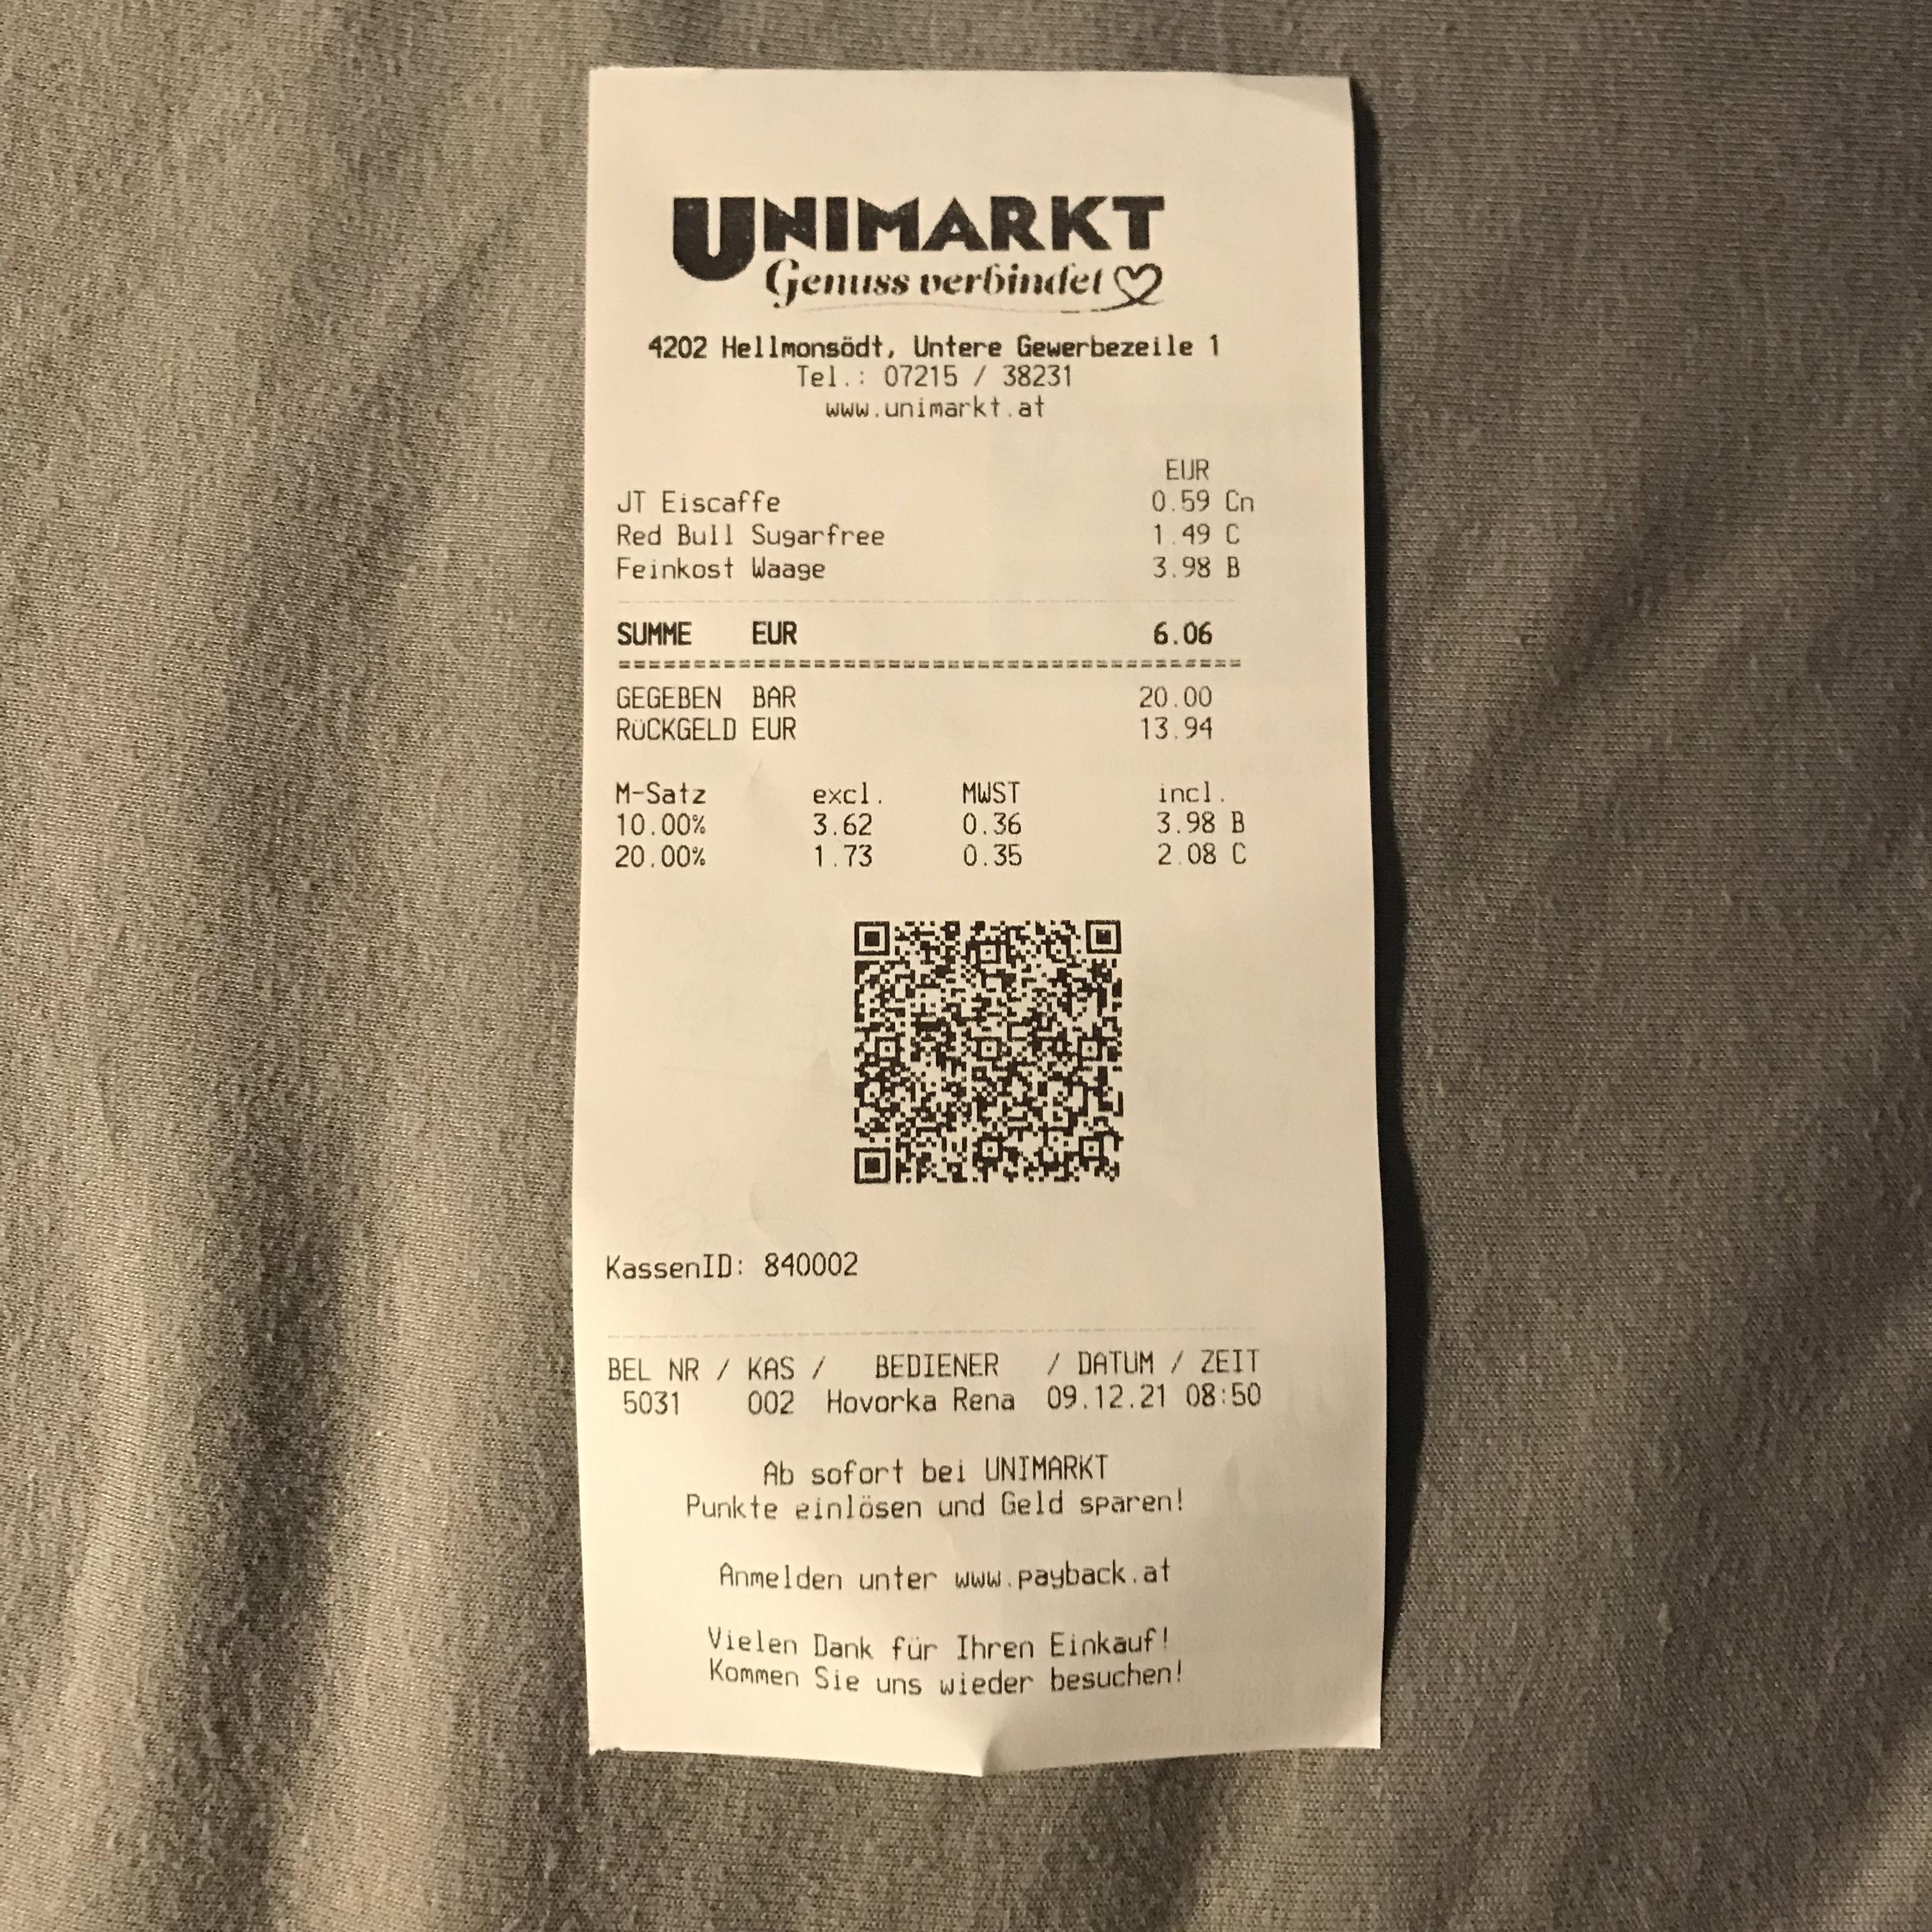 UNIMARKT
Genuss verbindet
4202 Hellmonsödt, Untere Gewerbezeile 1
Tel.: 07215 / 38231
www.unimarkt.at
EUR
JT Eiscaffe 0.59 Cn
Red Bull Sugarfree 1.49 C
Feinkost Waage 3.98 B
SUMME EUR 6.06
GEGEBEN BAR 20.00
RÜCKGELD EUR 13.94
M-Satz excl. MWST incl.
10.00% 3.62 0.36 3.98 B
20.00% 1.73 0.35 2.08 C
KassenID: 840002
BEL NR / KAS / BEDIENER / DATUM / ZEIT
5031 002 Hovorka Rena 09.12.21 08:50
Ab sofort bei UNIMARKT
Punkte einlösen und Geld sparen!
Anmelden unter www.payback.at
Vielen Dank für Ihren Einkauf!
Kommen Sie uns wieder besuchen!